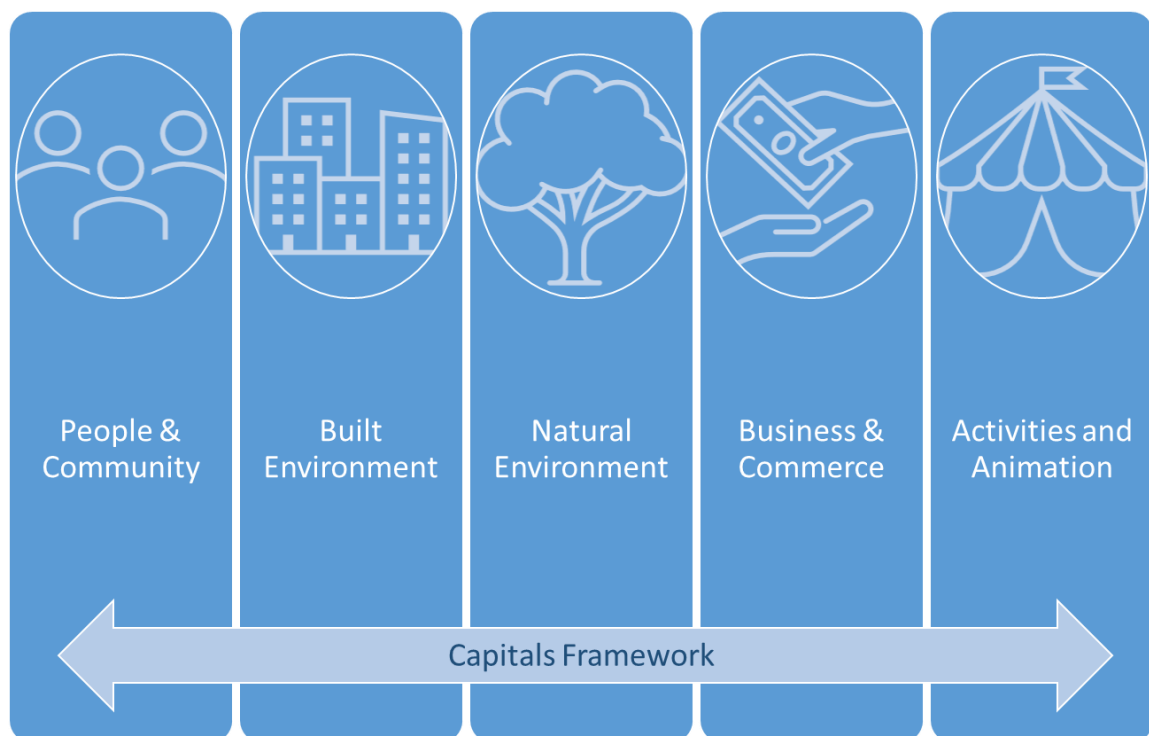 People &
Community
Built
Environment
Natural
Environment
Business &
Commerce
Activities and
Animation
Capitals Framework